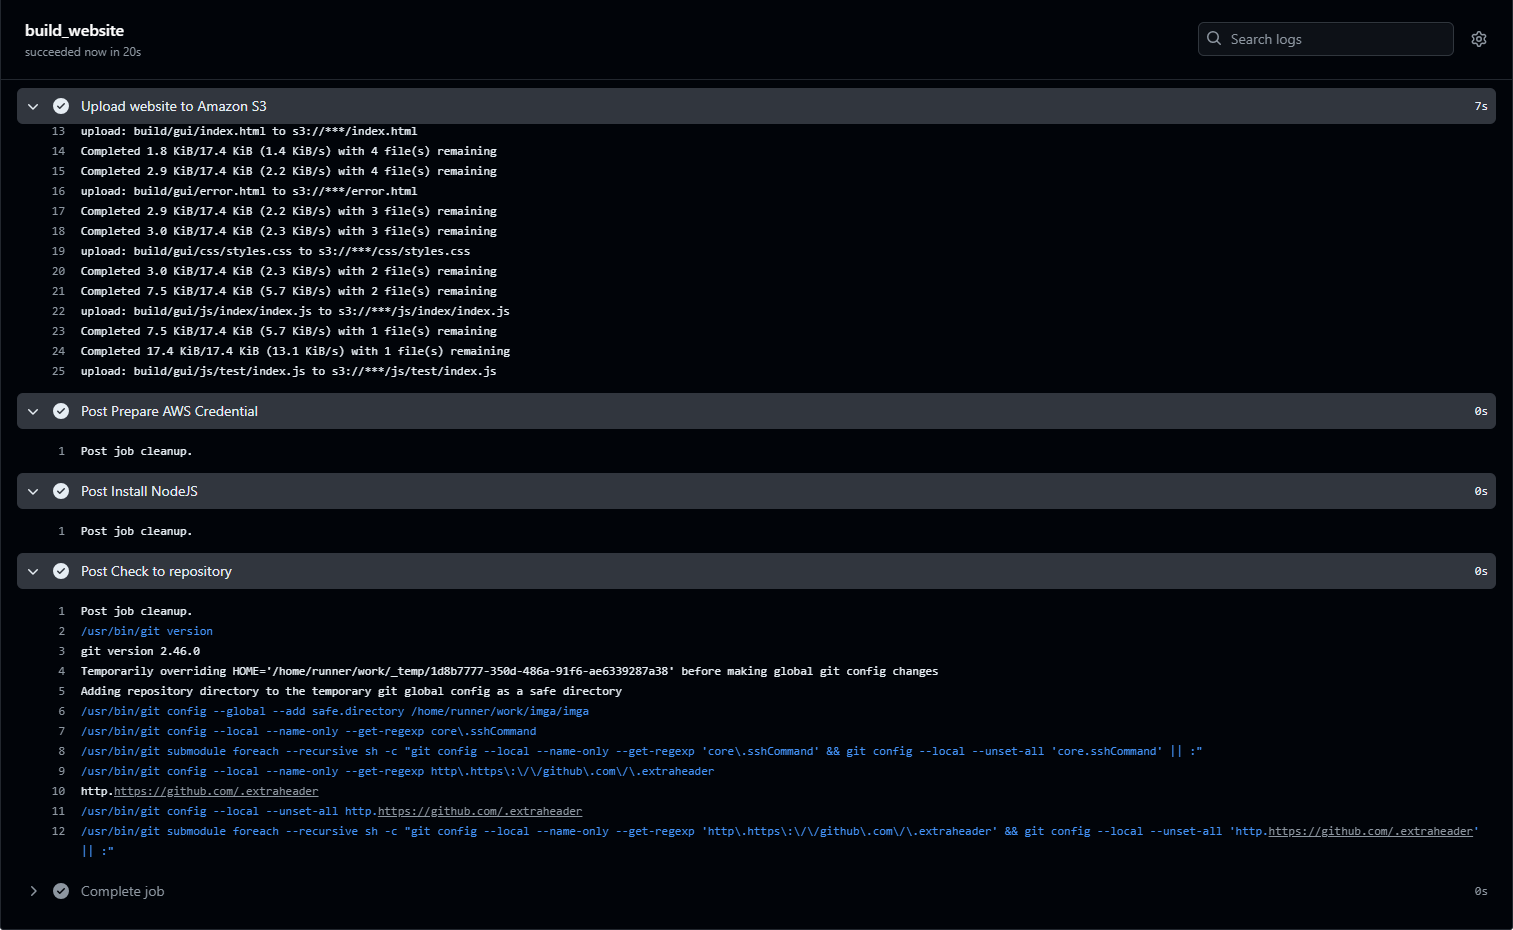 build_website
succeeded now in 20s
Search logs
Upload website to Amazon S3 7s
13 upload: build/gui/index.html to s3://***/index.html
14 Completed 1.8 KiB/17.4 KiB (1.4 KiB/s) with 4 file(s) remaining
15 Completed 2.9 KiB/17.4 KiB (2.2 KiB/s) with 4 file(s) remaining
16 upload: build/gui/error.html to s3://***/error.html
17 Completed 2.9 KiB/17.4 KiB (2.2 KiB/s) with 3 file(s) remaining
18 Completed 3.0 KiB/17.4 KiB (2.3 KiB/s) with 3 file(s) remaining
19 upload: build/gui/css/styles.css to s3://***/css/styles.css
20 Completed 3.0 KiB/17.4 KiB (2.3 KiB/s) with 2 file(s) remaining
21 Completed 7.5 KiB/17.4 KiB (5.7 KiB/s) with 2 file(s) remaining
22 upload: build/gui/js/index/index.js to s3://***/js/index/index.js
23 Completed 7.5 KiB/17.4 KiB (5.7 KiB/s) with 1 file(s) remaining
24 Completed 17.4 KiB/17.4 KiB (13.1 KiB/s) with 1 file(s) remaining
25 upload: build/gui/js/test/index.js to s3://***/js/test/index.js
Post Prepare AWS Credential 0s
1 Post job cleanup.
Post Install NodeJS 0s
1 Post job cleanup.
Post Check to repository 0s
1 Post job cleanup.
2 /usr/bin/git version
3 git version 2.46.0
4 Temporarily overriding HOME='/home/runner/work/_temp/1d8b7777-350d-486a-91f6-ae6339287a38' before making global git config changes
5 Adding repository directory to the temporary git global config as a safe directory
6 /usr/bin/git config --global --add safe.directory /home/runner/work/imga/imga
7 /usr/bin/git config --local --name-only --get-regexp core\.sshCommand
8 /usr/bin/git submodule foreach --recursive sh -c "git config --local --name-only --get-regexp 'core\.sshCommand' && git config --local --unset-all 'core.sshCommand' || :"
9 /usr/bin/git config --local --name-only --get-regexp http\.https\:\/\/github\.com\/\.extraheader
10 http.https://github.com/.extraheader
11 /usr/bin/git config --local --unset-all http.https://github.com/.extraheader
12 /usr/bin/git submodule foreach --recursive sh -c "git config --local --name-only --get-regexp 'http\.https\:\/\/github\.com\/\.extraheader' && git config --local --unset-all 'http.https://github.com/.extraheader'
|| :"
Complete job 0s